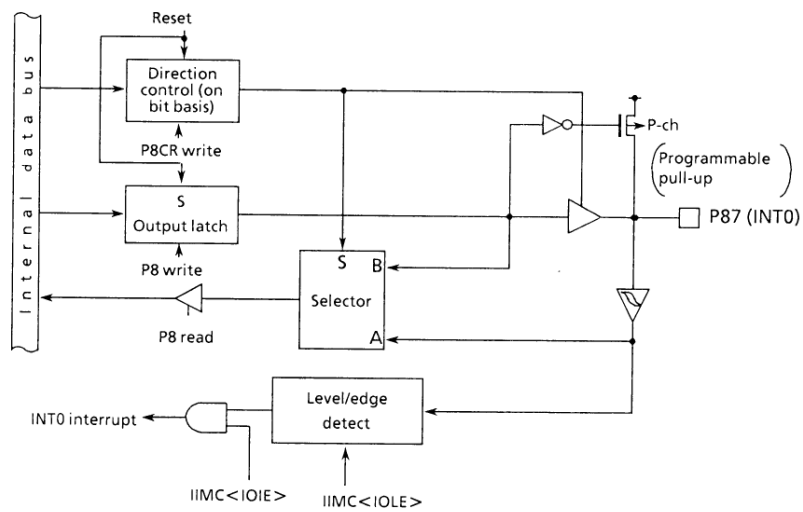 Reset
Internal data bus
Direction
control (on
bit basis)
P-ch
P8CR write
(Programmable
pull-up)
S
Output latch
P87 (INT0)
P8 write
S
B
Selector
A
P8 read
Level/edge
detect
INT0 interrupt
IIMC<IOIE>
IIMC<IOLE>